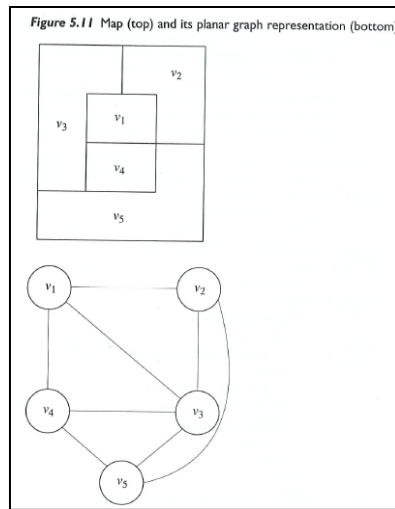 Figure 5.11 Map (top) and its planar graph representation (bottom)
v2
v3
v1
v4
v5
v1
v2
v4
v3
v5